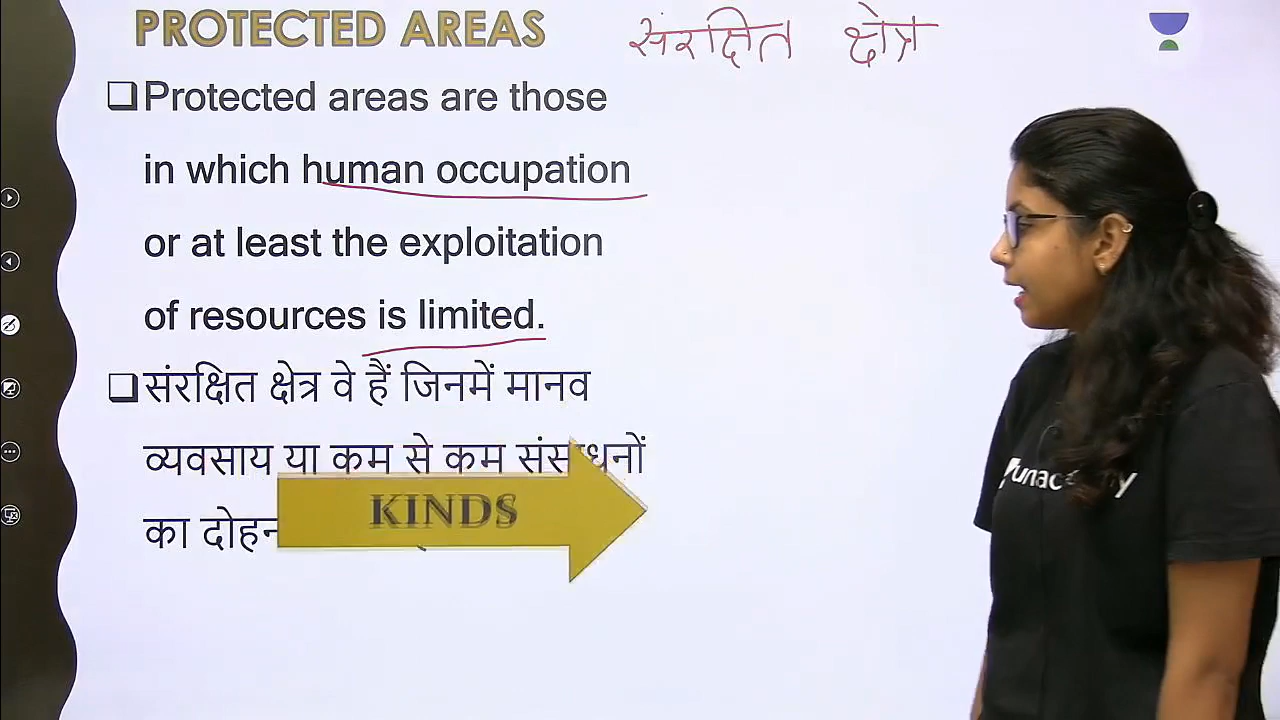 PROTECTED AREAS संरक्षित क्षेत्र
Protected areas are those
in which human occupation
or at least the exploitation
of resources is limited.
संरक्षित क्षेत्र वे हैं जिनमें मानव
व्यवसाय या कम से कम
का
KINDS
unacademy